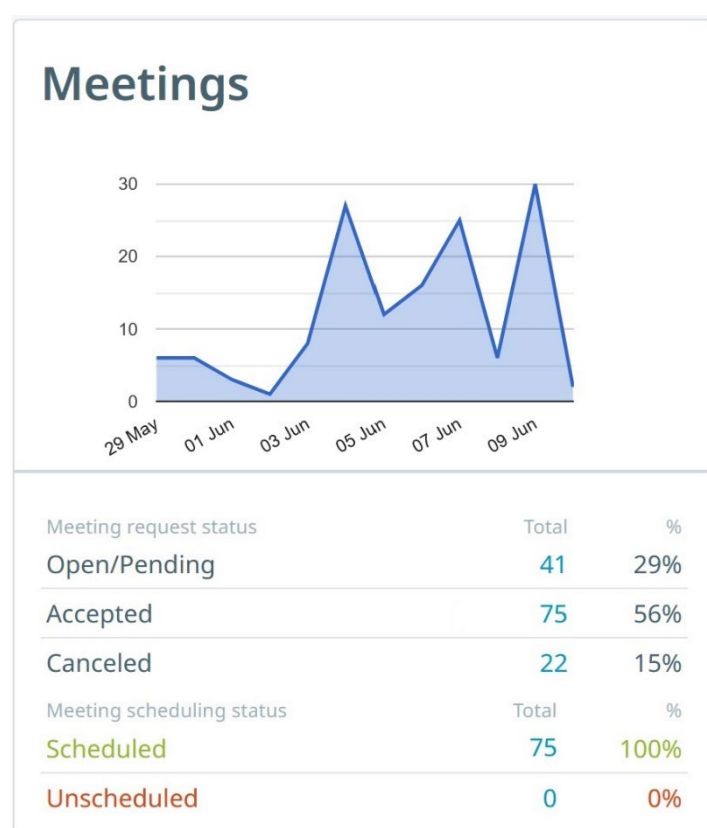 Meetings
30
20
10
0
29 May 01 Jun 03 Jun 05 Jun 07 Jun 09 Jun
Meeting request status Total %
Open/Pending 41 29%
Accepted 75 56%
Canceled 22 15%
Meeting scheduling status Total %
Scheduled 75 100%
Unscheduled 0 0%